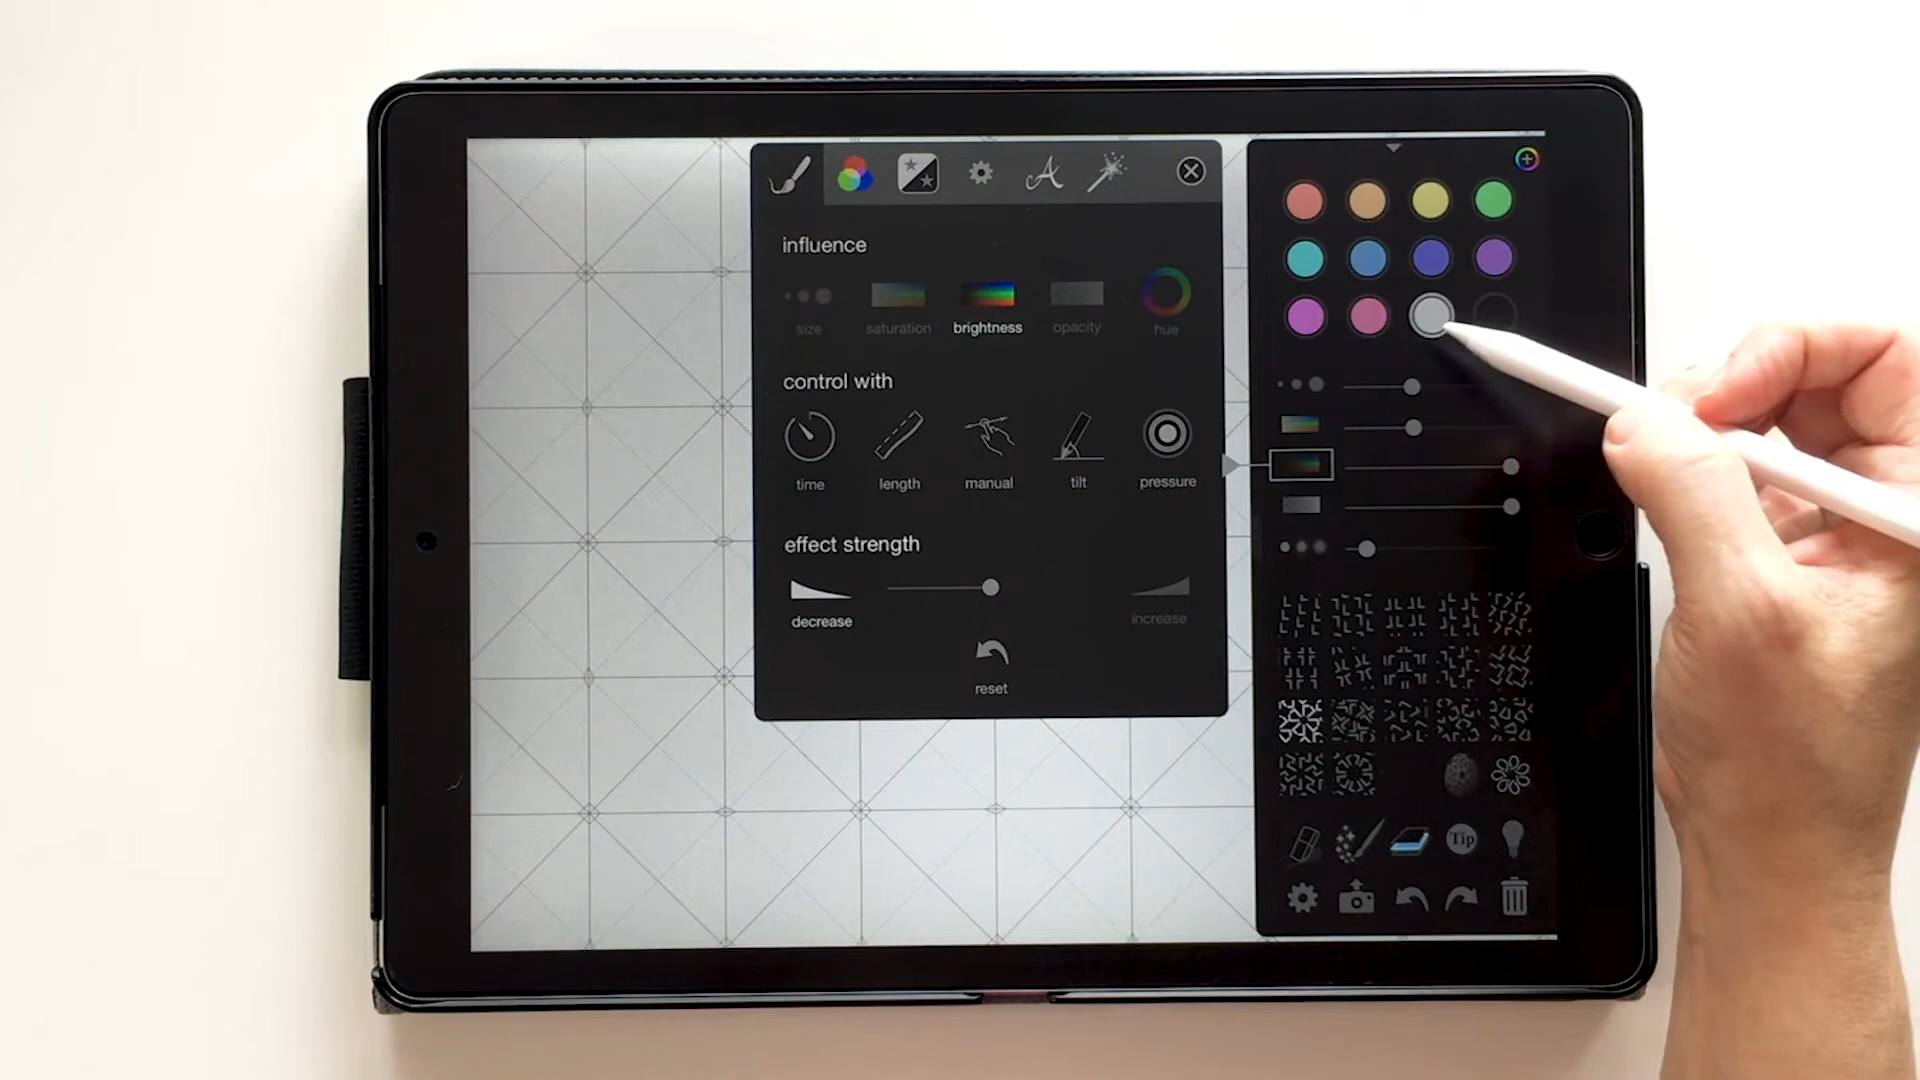 influence
size saturation brightness opacity hue
control with
time length manual tilt pressure
effect strength
decrease increase
reset
Tip